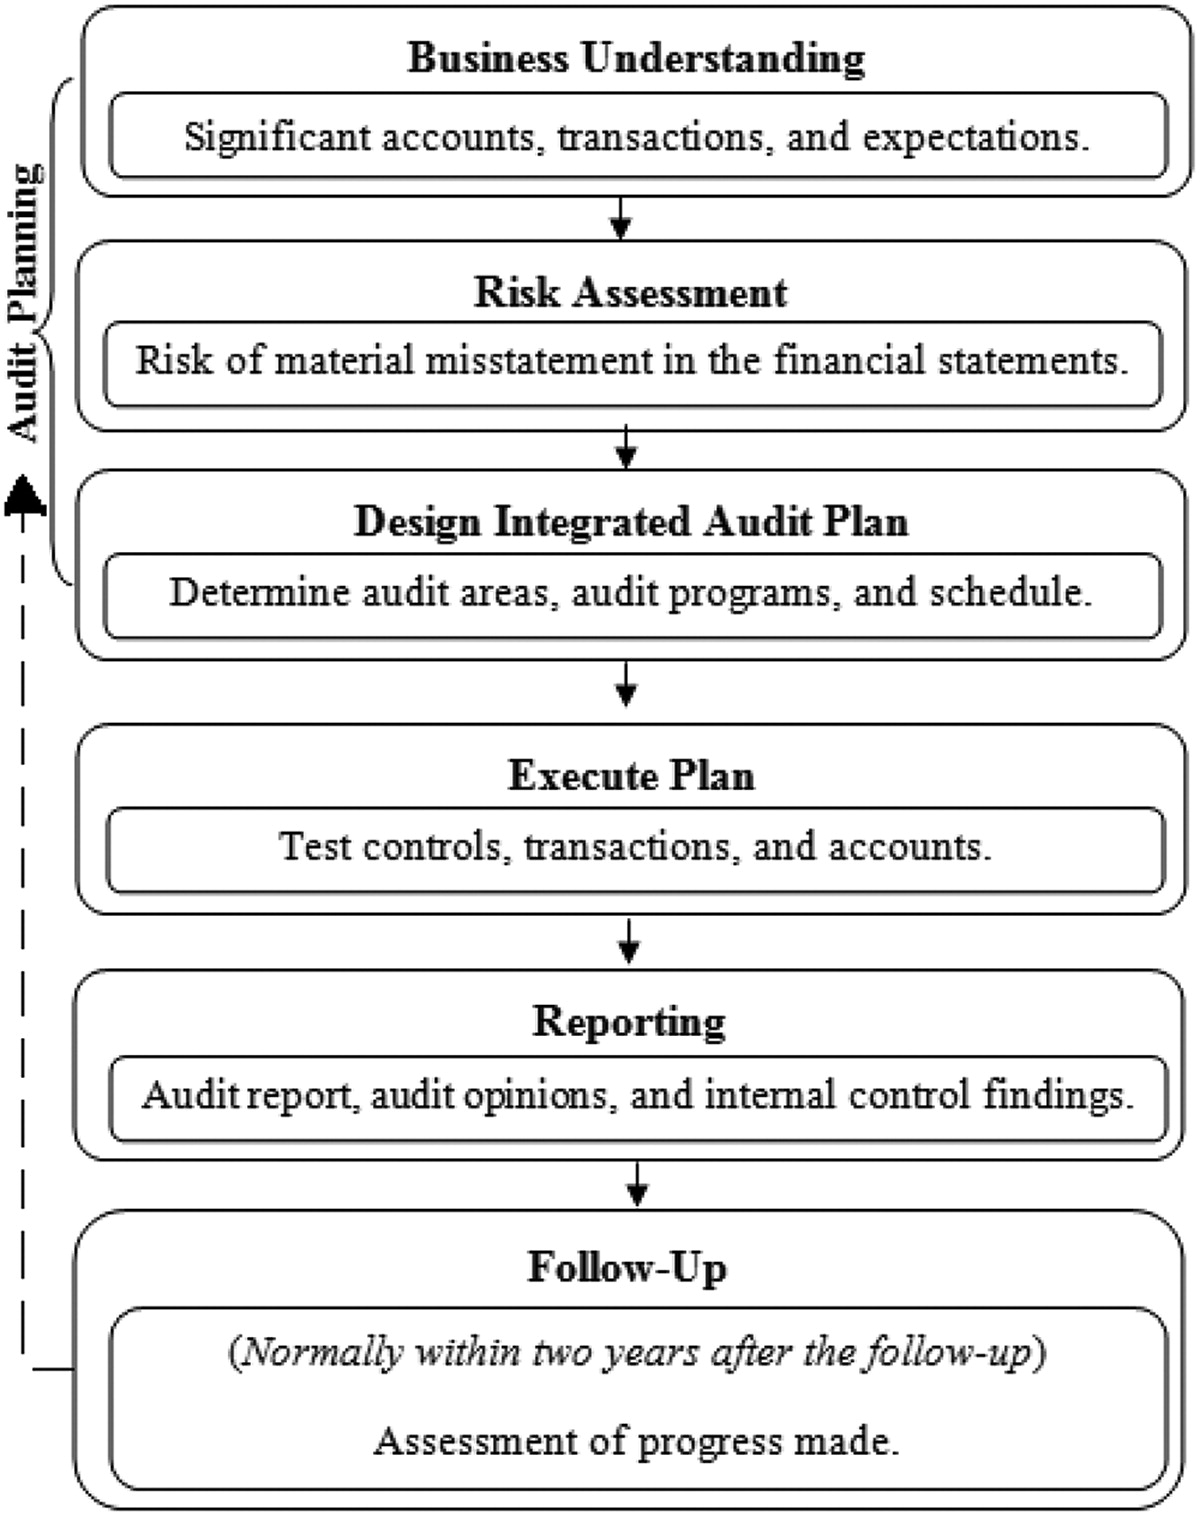 Business Understanding
Significant accounts, transactions, and expectations.
Audit Planning
Risk Assessment
Risk of material misstatement in the financial statements.
Design Integrated Audit Plan
Determine audit areas, audit programs, and schedule.
Execute Plan
Test controls, transactions, and accounts.
Reporting
Audit report, audit opinions, and internal control findings.
Follow-Up
(Normally within two years after the follow-up)
Assessment of progress made.